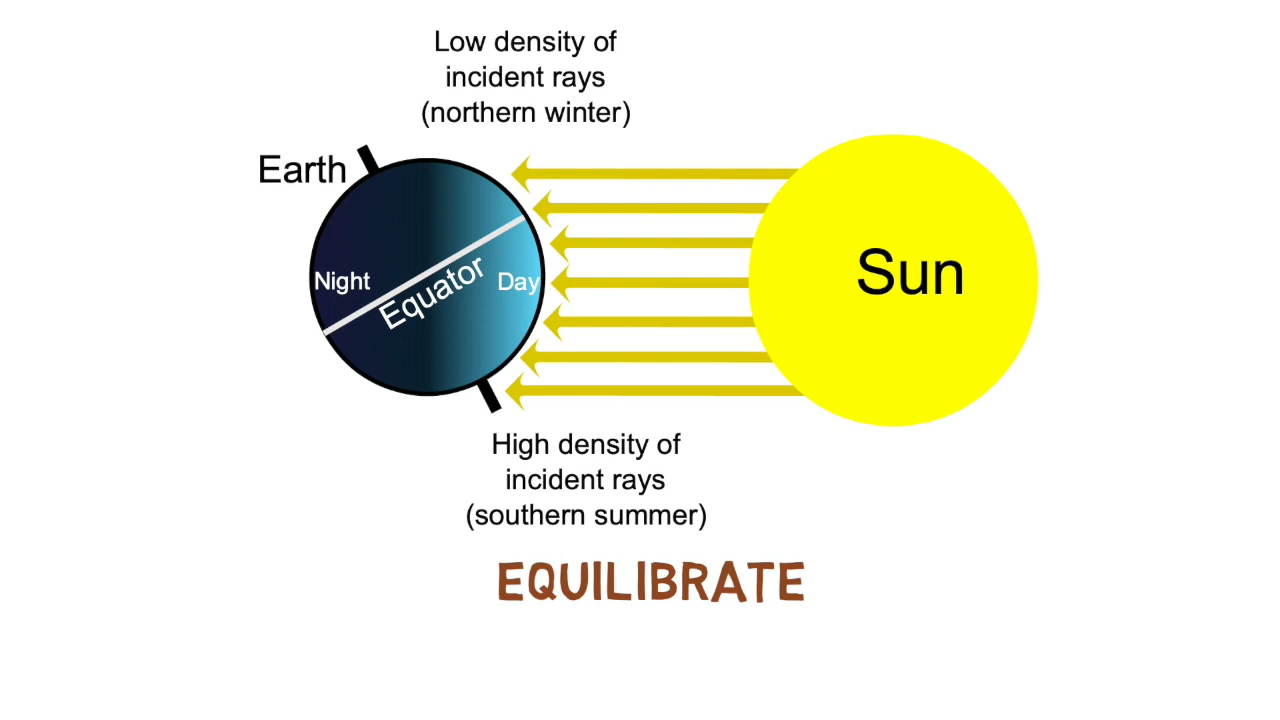 Low density of
incident rays
(northern winter)
Earth
Night
Equator
Day
Sun
High density of
incident rays
(southern summer)
EQUILIBRATE